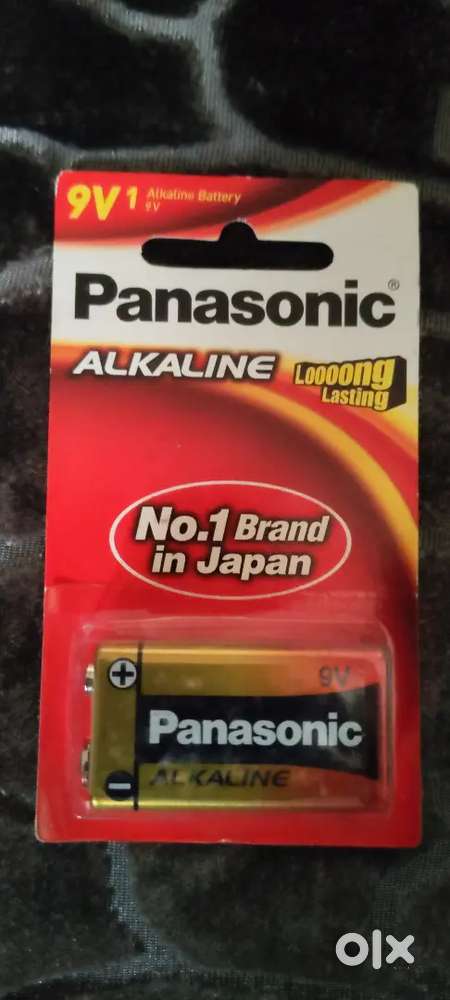 9V 1 Alkaline Battery
9V
Panasonic®
ALKALINE
Loooong
Lasting
No.1 Brand
in Japan
+
9V
Panasonic
-
ALKALINE
olx